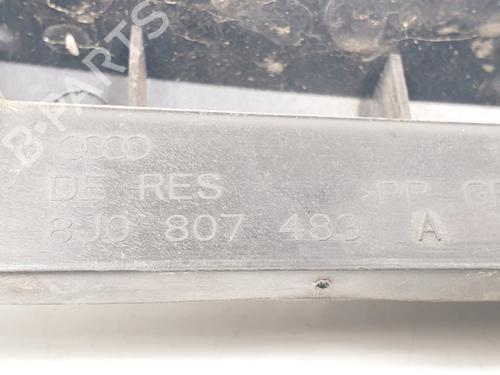 B-PARTS
DE RES >PP G
8J0 807 483 A